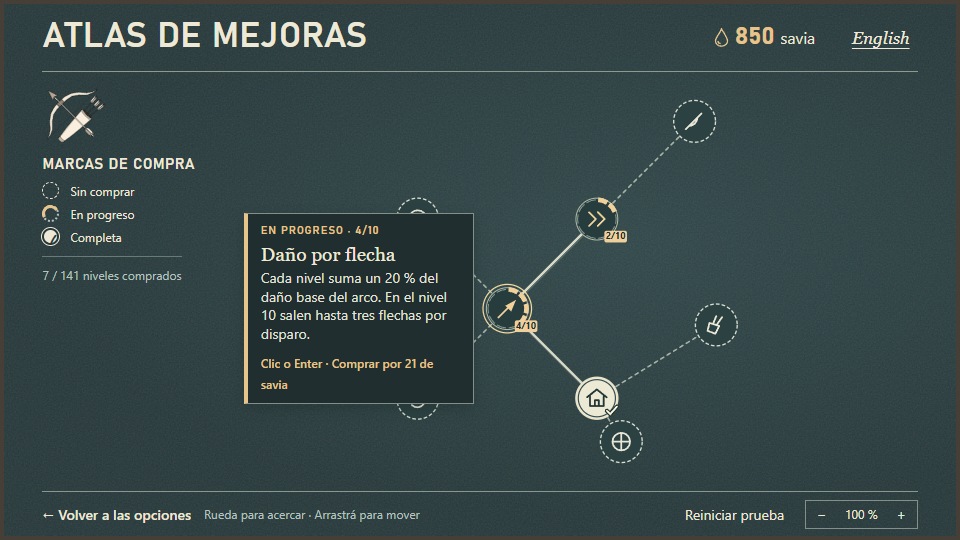 ATLAS DE MEJORAS
850 savia
English
MARCAS DE COMPRA
Sin comprar
En progreso
Completa
7 / 141 niveles comprados
EN PROGRESO · 4/10
Daño por flecha
Cada nivel suma un 20 % del
daño base del arco. En el nivel
10 salen hasta tres flechas por
disparo.
Clic o Enter · Comprar por 21 de
savia
2/10
4/10
← Volver a las opciones
Rueda para acercar · Arrastrá para mover
Reiniciar prueba
− 100 % +